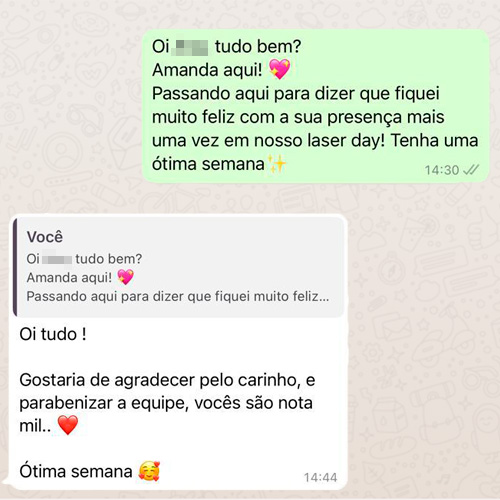 Oi tudo bem?
Amanda aqui! 💖
Passando aqui para dizer que fiquei
muito feliz com a sua presença mais
uma vez em nosso laser day! Tenha uma
ótima semana✨
14:30
Você
Oi tudo bem?
Amanda aqui! 💖
Passando aqui para dizer que fiquei muito feliz...
Oi tudo !
Gostaria de agradecer pelo carinho, e
parabenizar a equipe, vocês são nota
mil.. ❤️
Ótima semana 🥰
14:44